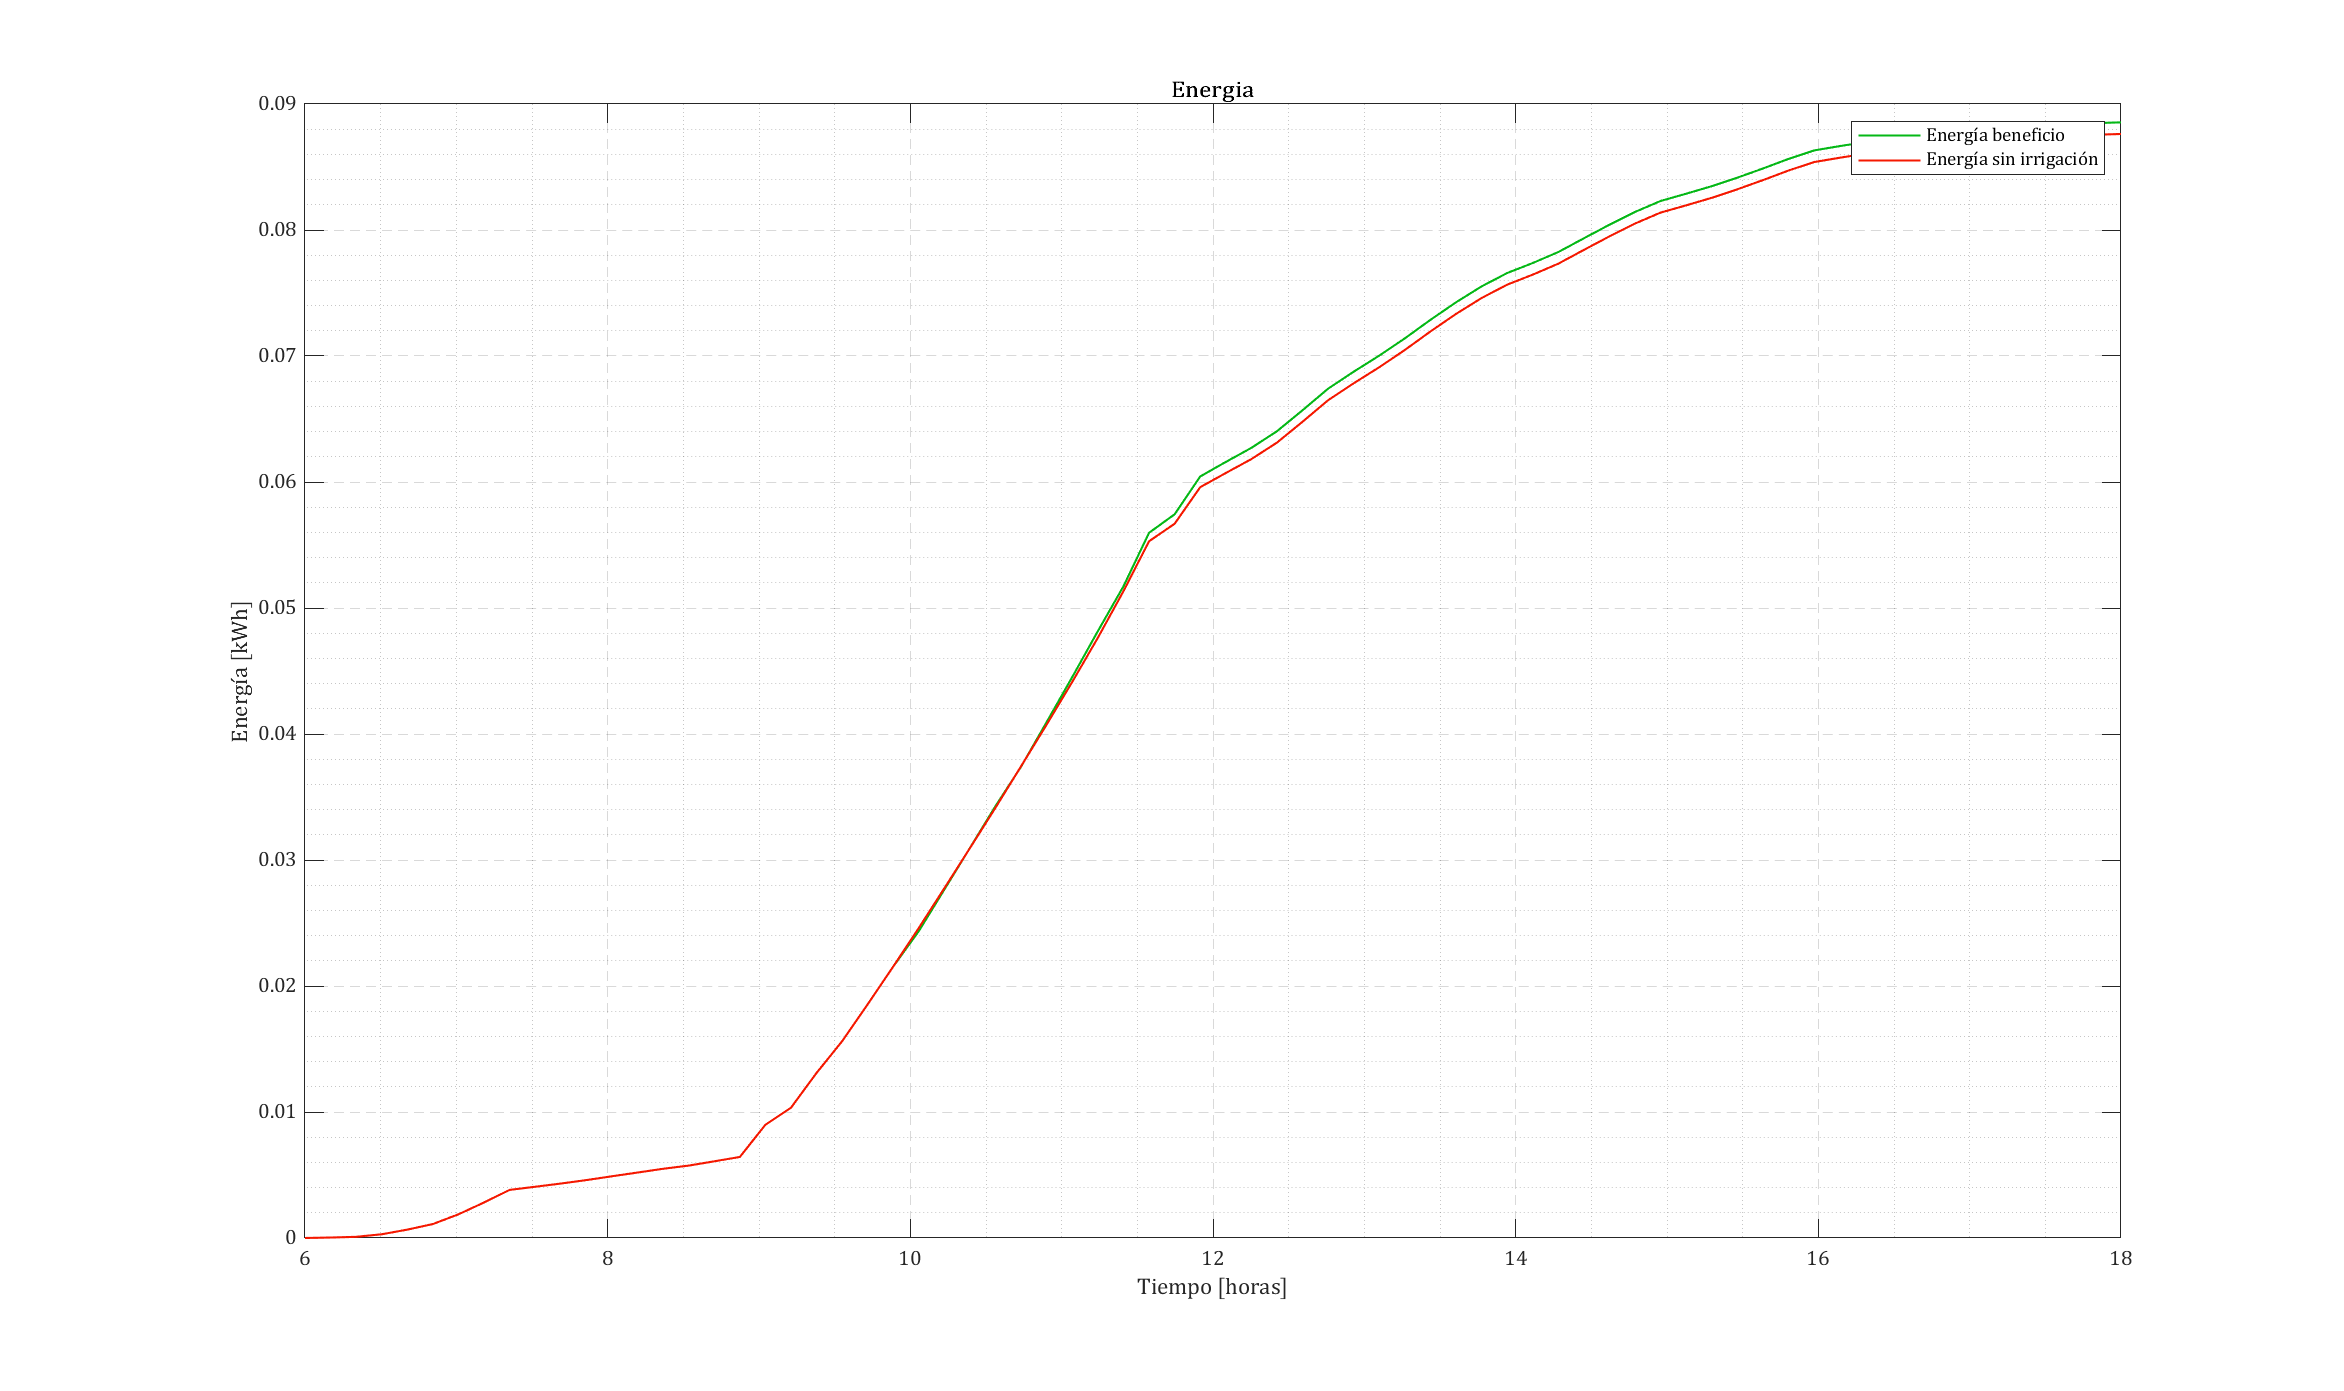 Energia
0.09
0.08
0.07
0.06
0.05
0.04
0.03
0.02
0.01
0
Energía [kWh]
Energía beneficio
Energía sin irrigación
6 8 10 12 14 16 18
Tiempo [horas]